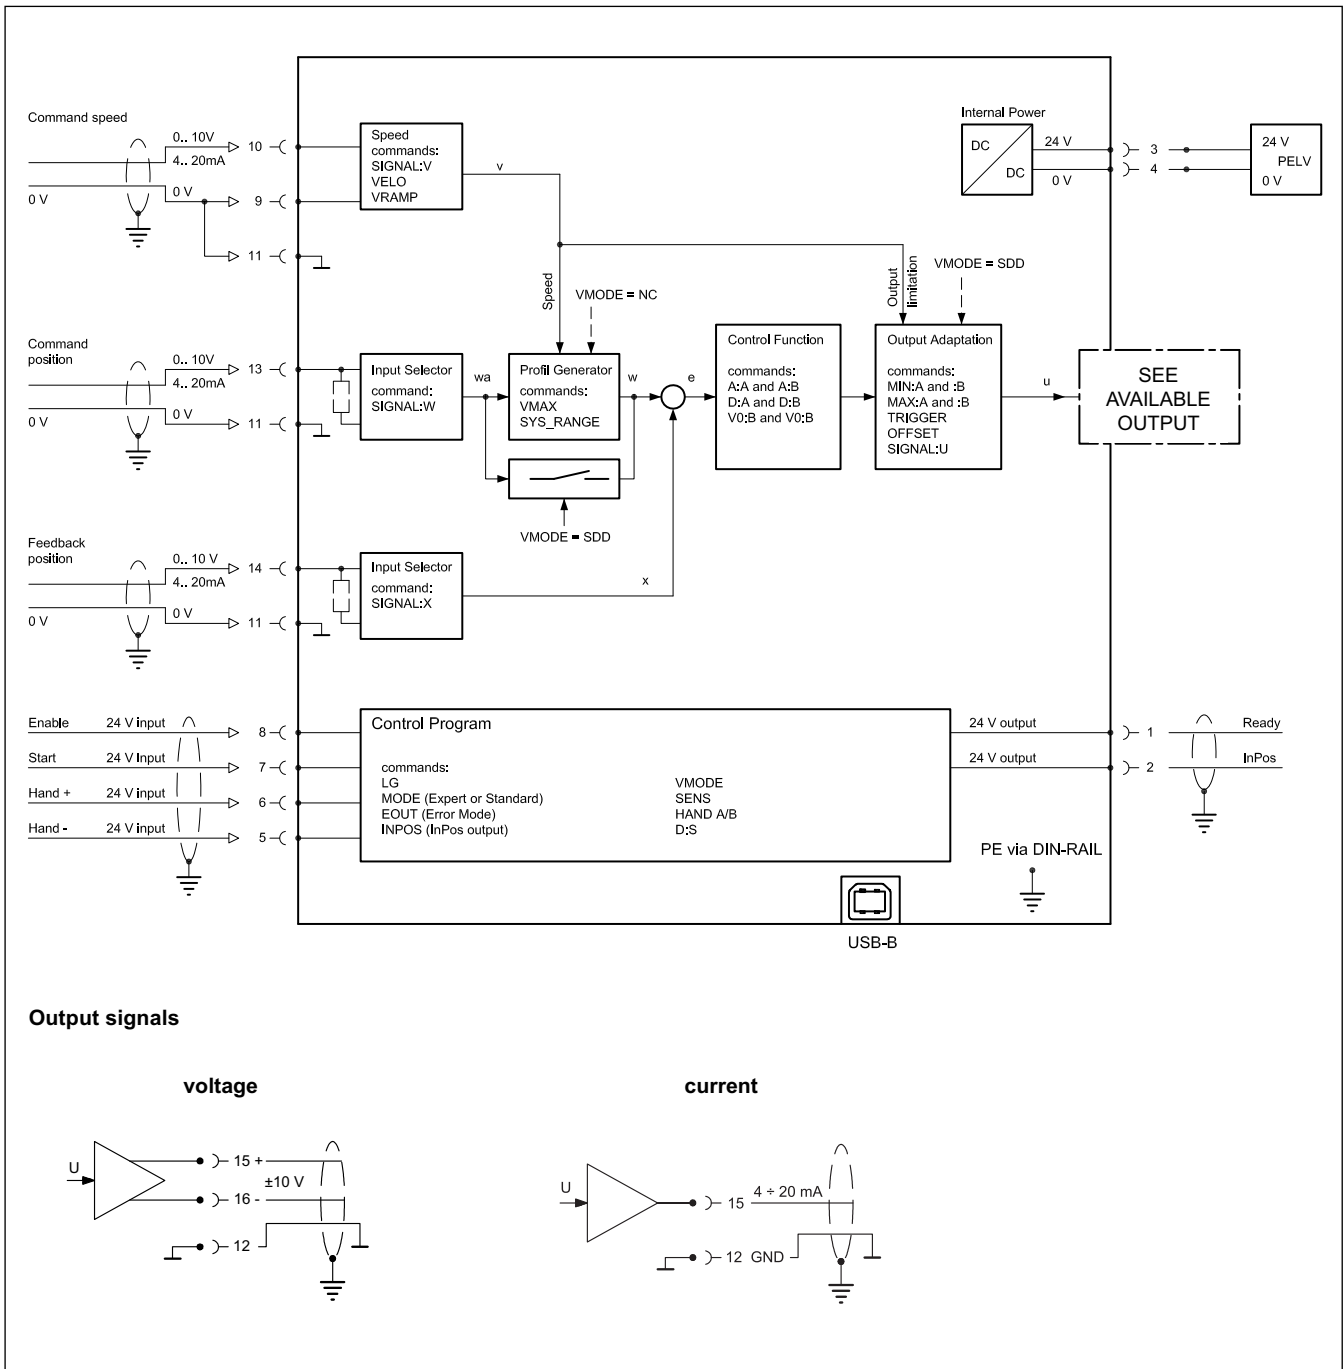 Command speed
0.. 10V
4.. 20mA
0 V
0 V
10
9
11
Speed
commands:
SIGNAL:V
VELO
VRAMP
v
Internal Power
DC
DC
24 V
0 V
3
4
24 V
PELV
0 V
Speed
VMODE = NC
Output
limitation
VMODE = SDD
Command
position
0.. 10V
4.. 20mA
0 V
0 V
13
11
Input Selector
command:
SIGNAL:W
wa
Profil Generator
commands:
VMAX
SYS_RANGE
w
e
Control Function
commands:
A:A and A:B
D:A and D:B
V0:B and V0:B
Output Adaptation
commands:
MIN:A and :B
MAX:A and :B
TRIGGER
OFFSET
SIGNAL:U
u
SEE
AVAILABLE
OUTPUT
VMODE = SDD
Feedback
position
0.. 10 V
4.. 20mA
0 V
0 V
14
11
Input Selector
command:
SIGNAL:X
x
Enable 24 V input 8
Start 24 V Input 7
Hand + 24 V input 6
Hand - 24 V input 5
Control Program
commands:
LG VMODE
MODE (Expert or Standard) SENS
EOUT (Error Mode) HAND A/B
INPOS (InPos output) D:S
24 V output 1 Ready
24 V output 2 InPos
PE via DIN-RAIL
USB-B
Output signals
voltage
U
15 +
±10 V
16 -
12
current
U
15 4 ÷ 20 mA
12 GND